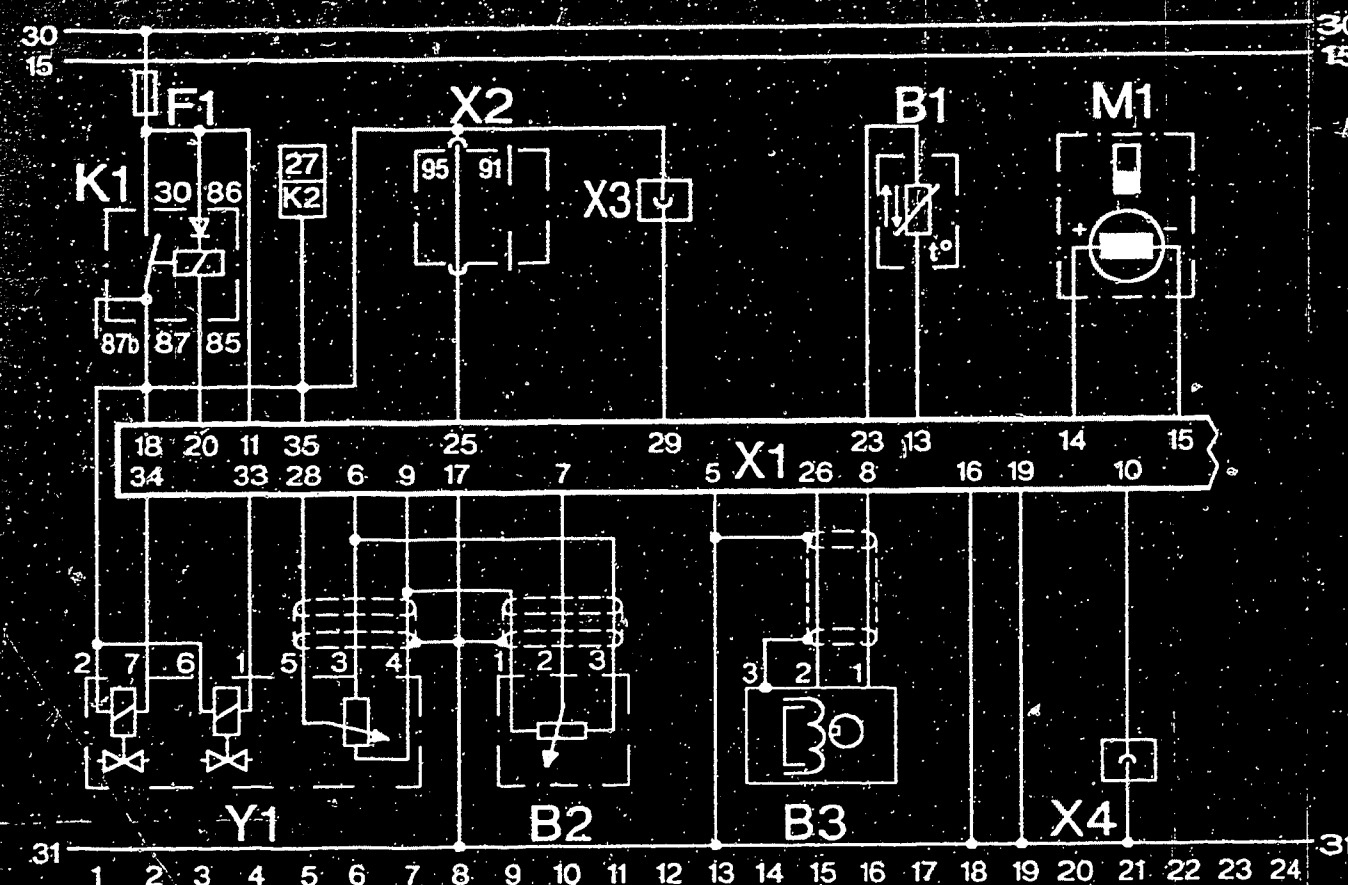 30 30
15 15
F1 X2 B1 M1
K1 30 86 27 95 91
K2 X3
+ −
t°
87b 87 85
18 20 11 35 25 29 23 13 14 15
X1
34 33 28 6 9 17 7 5 26 8 16 19 10
2 7 6 1 5 3 4 1 2 3 3 2 1
Y1 B2 B3 X4
31 31
1 2 3 4 5 6 7 8 9 10 11 12 13 14 15 16 17 18 19 20 21 22 23 24